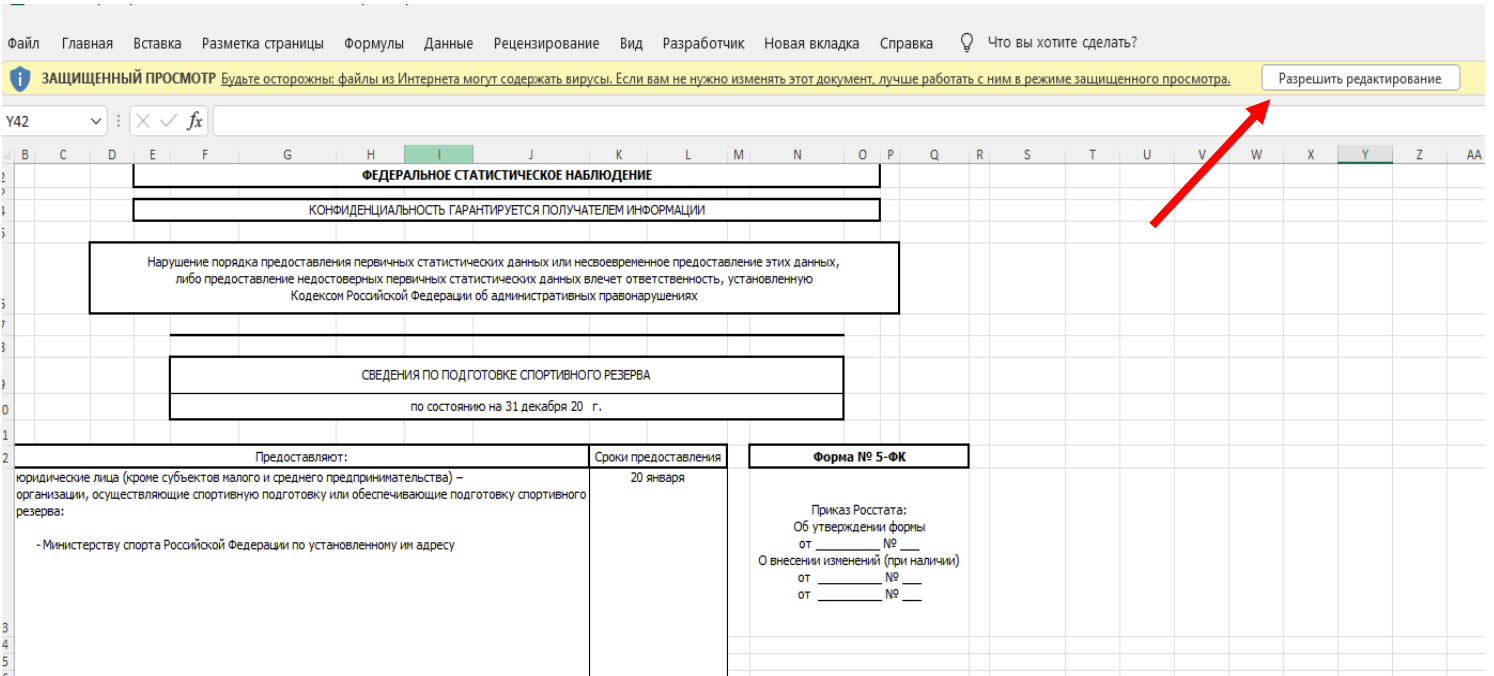 Файл Главная Вставка Разметка страницы Формулы Данные Рецензирование Вид Разработчик Новая вкладка Справка Что вы хотите сделать?
ЗАЩИЩЕННЫЙ ПРОСМОТР Будьте осторожны: файлы из Интернета могут содержать вирусы. Если вам не нужно изменять этот документ, лучше работать с ним в режиме защищенного просмотра. Разрешить редактирование
Y42 fx
B C D E F G H I J K L M N O P Q R S T U V W X Y Z AA
ФЕДЕРАЛЬНОЕ СТАТИСТИЧЕСКОЕ НАБЛЮДЕНИЕ
КОНФИДЕНЦИАЛЬНОСТЬ ГАРАНТИРУЕТСЯ ПОЛУЧАТЕЛЕМ ИНФОРМАЦИИ
Нарушение порядка предоставления первичных статистических данных или несвоевременное предоставление этих данных,
либо предоставление недостоверных первичных статистических данных влечет ответственность, установленную
Кодексом Российской Федерации об административных правонарушениях
СВЕДЕНИЯ ПО ПОДГОТОВКЕ СПОРТИВНОГО РЕЗЕРВА
по состоянию на 31 декабря 20 г.
Предоставляют: Сроки предоставления Форма № 5-ФК
юридические лица (кроме субъектов малого и среднего предпринимательства) –
организации, осуществляющие спортивную подготовку или обеспечивающие подготовку спортивного
резерва:
- Министерству спорта Российской Федерации по установленному им адресу
20 января
Приказ Росстата:
Об утверждении формы
от __________ № ___
О внесении изменений (при наличии)
от __________ № ___
от __________ № ___